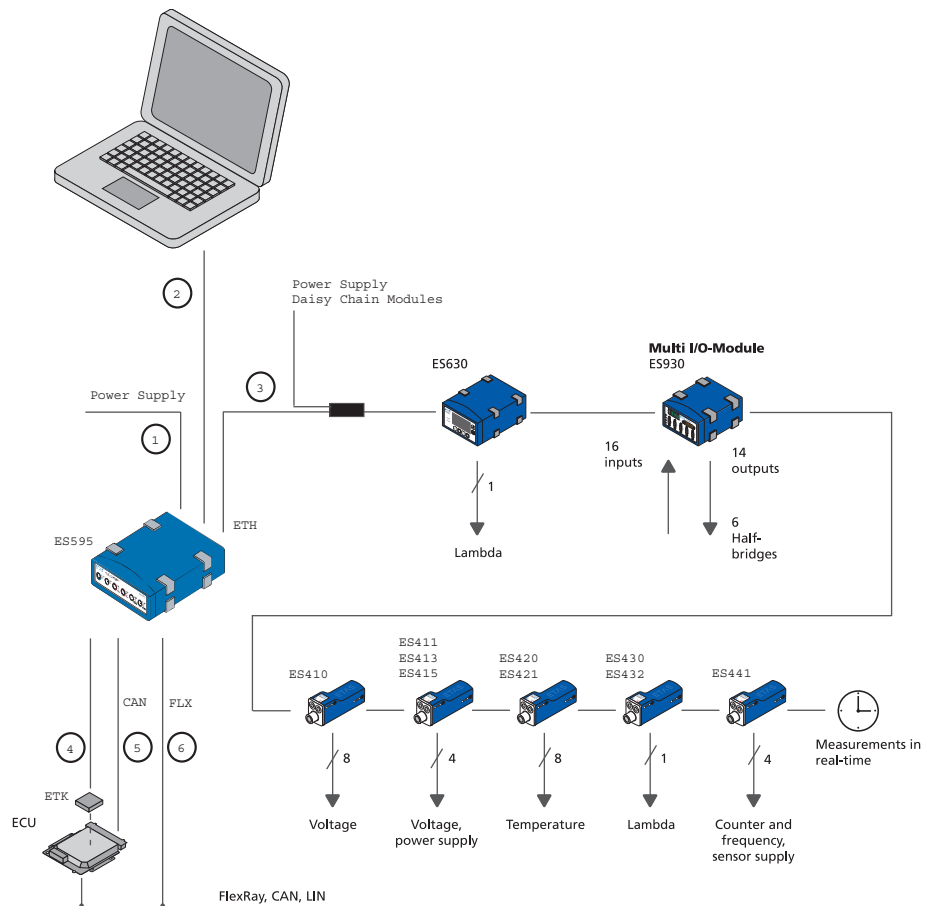 2
Power Supply
Daisy Chain Modules
3
ES630
Multi I/O-Module
ES930
Power Supply
1
16
inputs
14
outputs
1
Lambda
6
Half-
bridges
ETH
ES595
ES410
ES411
ES413
ES415
ES420
ES421
ES430
ES432
ES441
CAN
FLX
4
5
6
8
4
8
1
4
Measurements in
real-time
Voltage
Voltage,
power supply
Temperature
Lambda
Counter and
frequency,
sensor supply
ETK
ECU
FlexRay, CAN, LIN